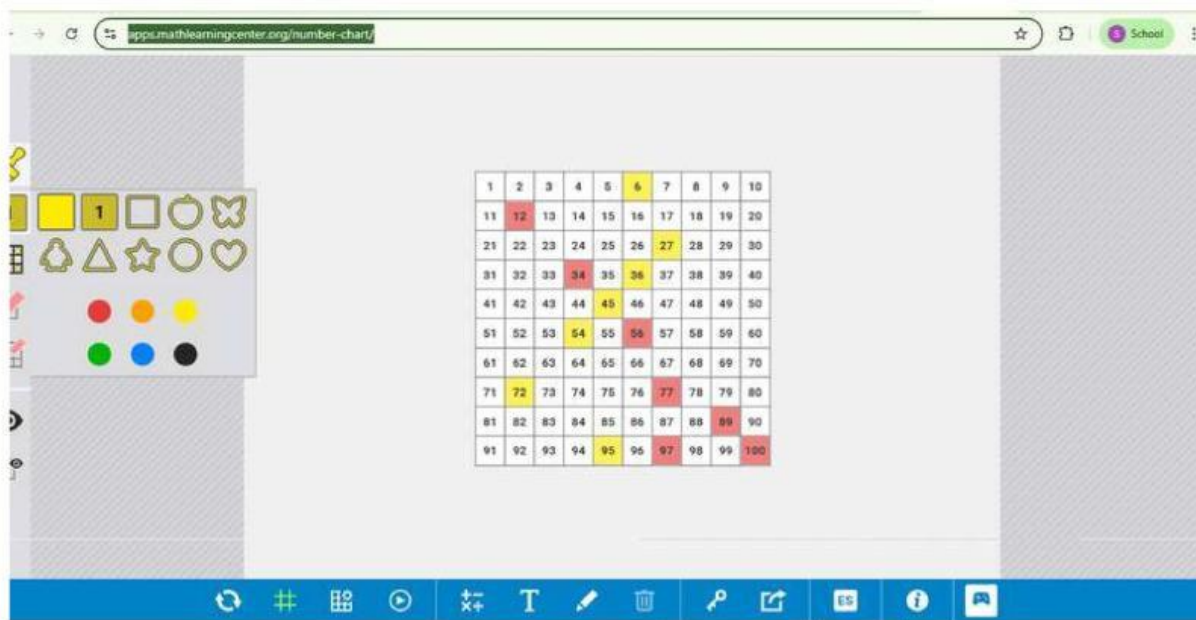 apps.mathlearningcenter.org/number-chart/
S School
1
1 2 3 4 5 6 7 8 9 10
11 12 13 14 15 16 17 18 19 20
21 22 23 24 25 26 27 28 29 30
31 32 33 34 35 36 37 38 39 40
41 42 43 44 45 46 47 48 49 50
51 52 53 54 55 56 57 58 59 60
61 62 63 64 65 66 67 68 69 70
71 72 73 74 75 76 77 78 79 80
81 82 83 84 85 86 87 88 89 90
91 92 93 94 95 96 97 98 99 100
T ES i